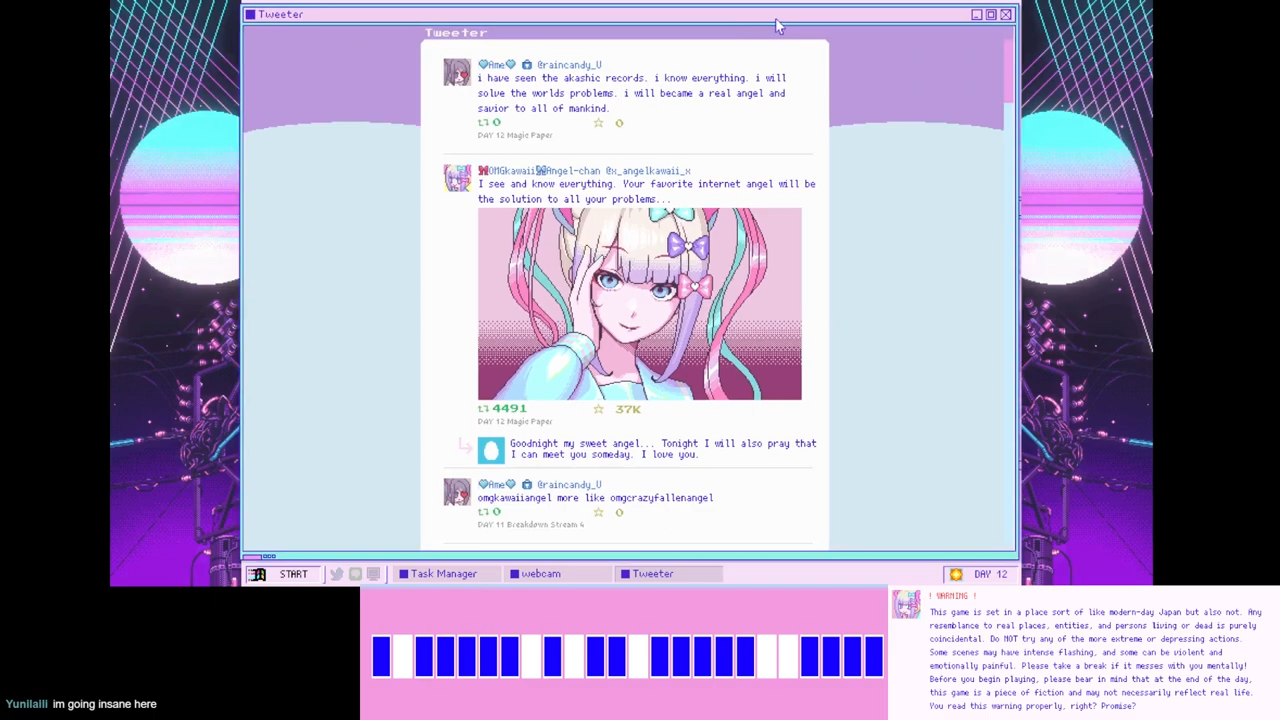 Tweeter
Tweeter
Ame @raincandy_U
i have seen the akashic records. i know everything. i will
solve the worlds problems. i will became a real angel and
savior to all of mankind.
0 0
DAY 12 Magic Paper
OMGkawaiiAngel-chan @x_angelkawaii_x
I see and know everything. Your favorite internet angel will be
the solution to all your problems...
4491 37K
DAY 12 Magic Paper
Goodnight my sweet angel... Tonight I will also pray that
I can meet you someday. I love you.
Ame @raincandy_U
omgkawaiiangel more like omgcrazyfallenangel
0 0
DAY 11 Breakdown Stream 4
START Task Manager webcam Tweeter DAY 12
! WARNING !
This game is set in a place sort of like modern-day Japan but also not. Any
resemblance to real places, entities, and persons living or dead is purely
coincidental. Do NOT try any of the more extreme or depressing actions.
Some scenes may have intense flashing, and some can be violent and
emotionally painful. Please take a break if it messes with you mentally!
Before you begin playing, please bear in mind that at the end of the day,
this game is a piece of fiction and may not necessarily reflect real life.
You read this warning properly, right? Promise?
Yunilalli im going insane here